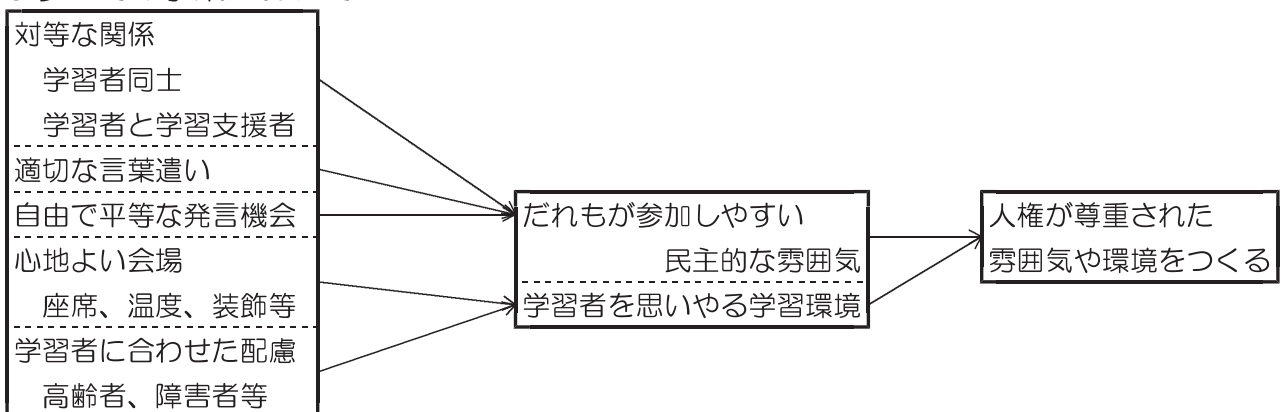 対等な関係
学習者同士
学習者と学習支援者
適切な言葉遣い
自由で平等な発言機会
心地よい会場
座席、温度、装飾等
学習者に合わせた配慮
高齢者、障害者等
だれもが参加しやすい
民主的な雰囲気
学習者を思いやる学習環境
人権が尊重された
雰囲気や環境をつくる